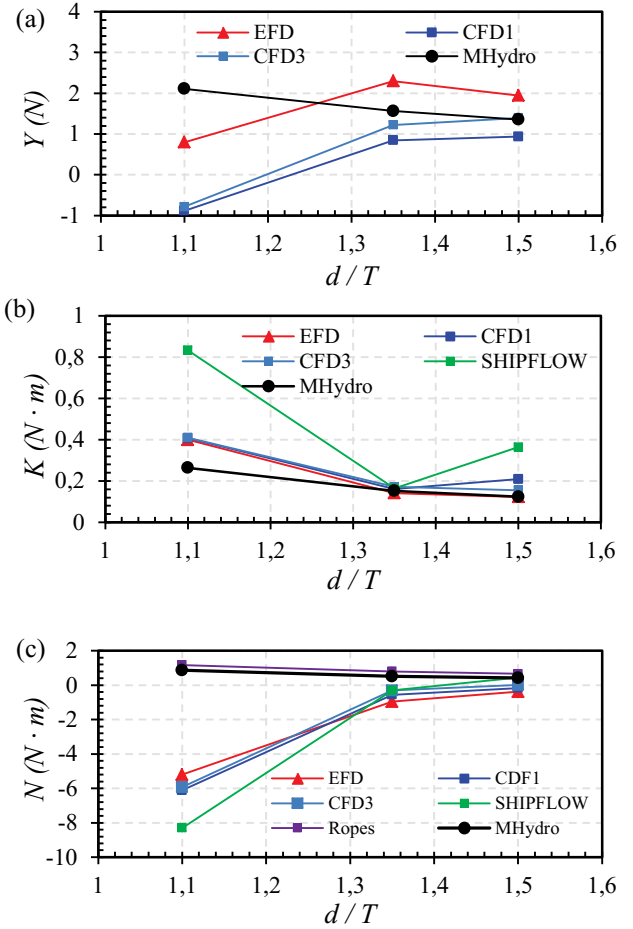 (a)
EFD CFD1
CFD3 MHydro
4
3
2
1
0
-1
Y (N)
1 1,1 1,2 1,3 1,4 1,5 1,6
d / T
(b)
EFD CFD1
CFD3 SHIPFLOW
MHydro
1
0,8
0,6
0,4
0,2
0
K (N · m)
1 1,1 1,2 1,3 1,4 1,5 1,6
d / T
(c)
2
0
-2
-4
-6
-8
-10
N (N · m)
EFD CDF1
CFD3 SHIPFLOW
Ropes MHydro
1 1,1 1,2 1,3 1,4 1,5 1,6
d / T